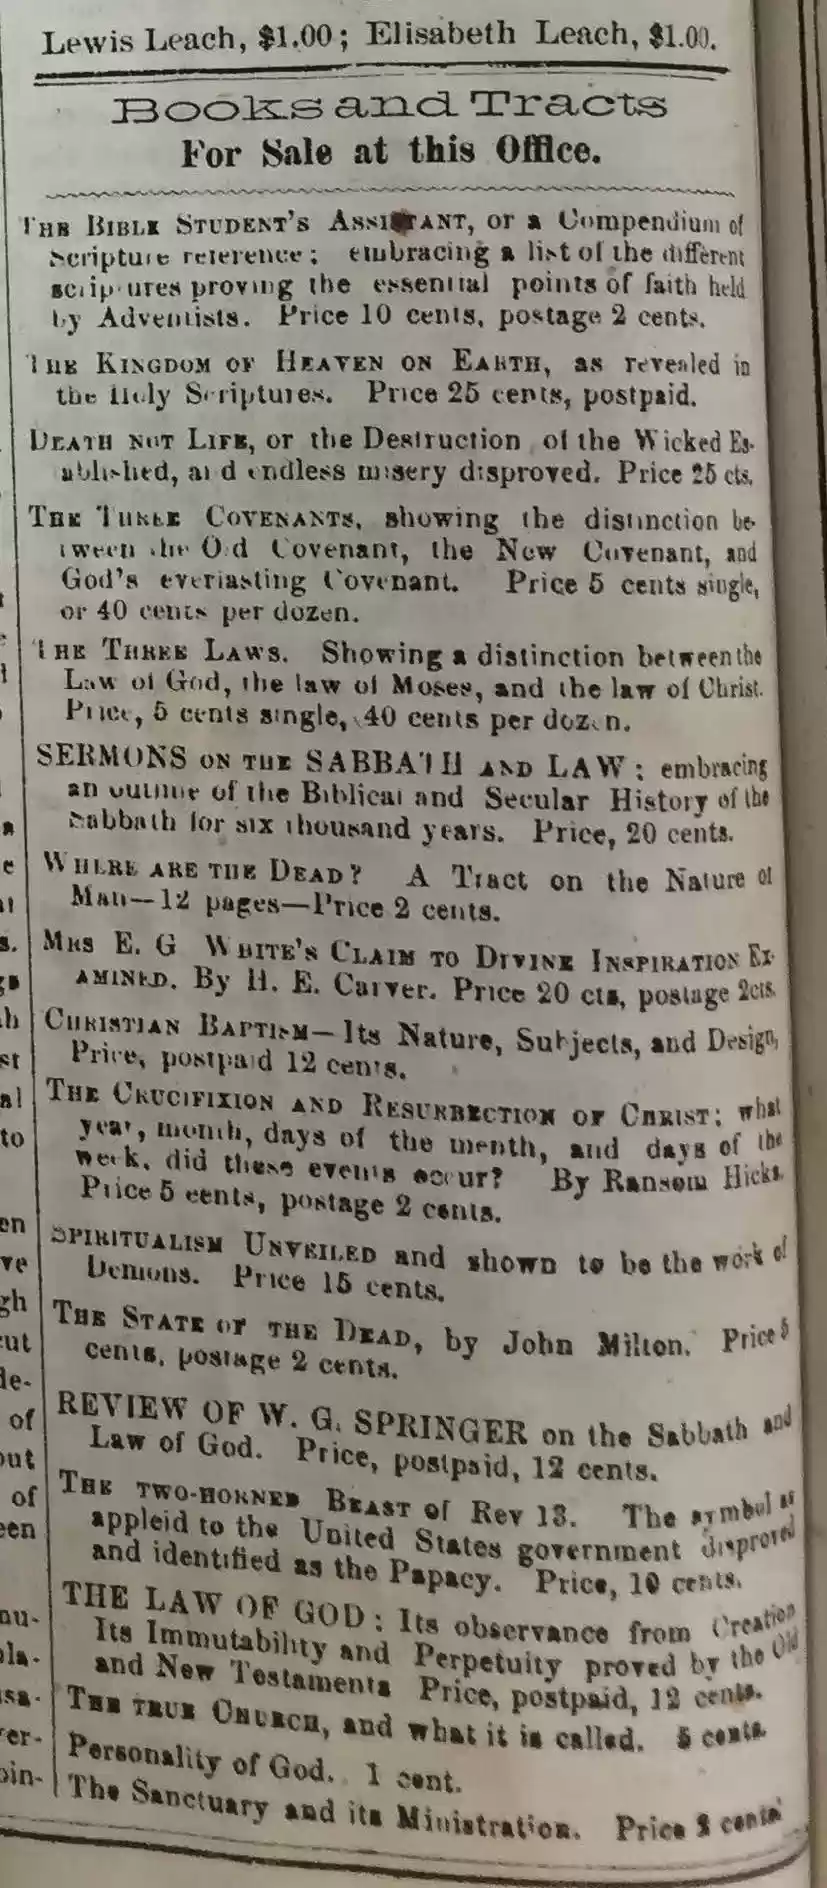 Lewis Leach, $1.00; Elisabeth Leach, $1.00.
Books and Tracts
For Sale at this Office.
THE BIBLE STUDENT'S ASSISTANT, or a Compendium of
Scripture reference; embracing a list of the different
scriptures proving the essential points of faith held
by Adventists. Price 10 cents, postage 2 cents.
THE KINGDOM OF HEAVEN ON EARTH, as revealed in
the Holy Scriptures. Price 25 cents, postpaid.
DEATH NOT LIFE, or the Destruction of the Wicked Es-
tablished, and endless misery disproved. Price 25 cts.
THE THREE COVENANTS, showing the distinction be-
tween the Old Covenant, the New Covenant, and
God's everlasting Covenant. Price 5 cents single,
or 40 cents per dozen.
THE THREE LAWS. Showing a distinction between the
Law of God, the law of Moses, and the law of Christ.
Price, 5 cents single, 40 cents per dozen.
SERMONS ON THE SABBATH AND LAW; embracing
an outline of the Biblical and Secular History of the
Sabbath for six thousand years. Price, 20 cents.
WHERE ARE THE DEAD? A Tract on the Nature of
Man—12 pages—Price 2 cents.
MRS E. G WHITE'S CLAIM TO DIVINE INSPIRATION EX-
AMINED. By H. E. Carver. Price 20 cts, postage 2cts.
CHRISTIAN BAPTISM—Its Nature, Subjects, and Design,
Price, postpaid 12 cents.
THE CRUCIFIXION AND RESURRECTION OF CHRIST; what
year, month, days of the month, and days of the
week, did these events occur? By Ransom Hicks.
Price 5 cents, postage 2 cents.
SPIRITUALISM UNVEILED and shown to be the work of
Demons. Price 15 cents.
THE STATE OF THE DEAD, by John Milton. Price 5
cents, postage 2 cents.
REVIEW OF W. G. SPRINGER on the Sabbath and
Law of God. Price, postpaid, 12 cents.
THE TWO-HORNED BEAST of Rev 13. The symbol as
appleid to the United States government disproved
and identified as the Papacy. Price, 10 cents.
THE LAW OF GOD: Its observance from Creation
Its Immutability and Perpetuity proved by the Old
and New Testaments Price, postpaid, 12 cents.
THE TRUE CHURCH, and what it is called. 5 cents.
Personality of God. 1 cent.
The Sanctuary and its Ministration. Price cents